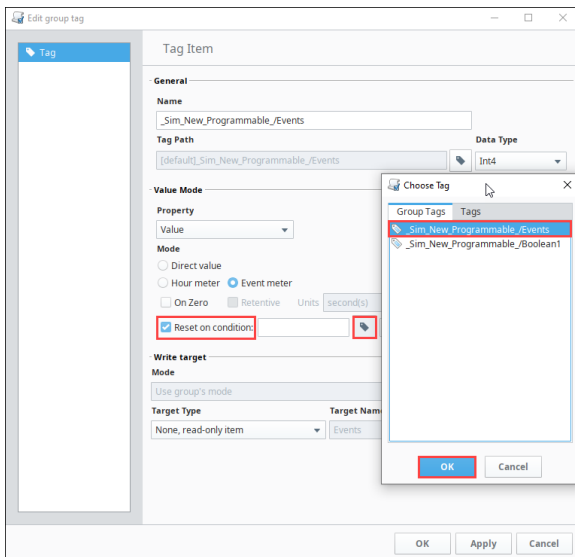 Edit group tag
Tag
Tag Item
General
Name
_Sim_New_Programmable_/Events
Tag Path
Data Type
[default]_Sim_New_Programmable_/Events
Int4
Value Mode
Property
Value
Mode
Direct value
Hour meter
Event meter
On Zero
Retentive
Units
second(s)
Reset on condition:
Write target
Mode
Use group's mode
Target Type
Target Nam
None, read-only item
Events
Choose Tag
Group Tags
Tags
_Sim_New_Programmable_/Events
_Sim_New_Programmable_/Boolean1
OK
Cancel
OK
Apply
Cancel